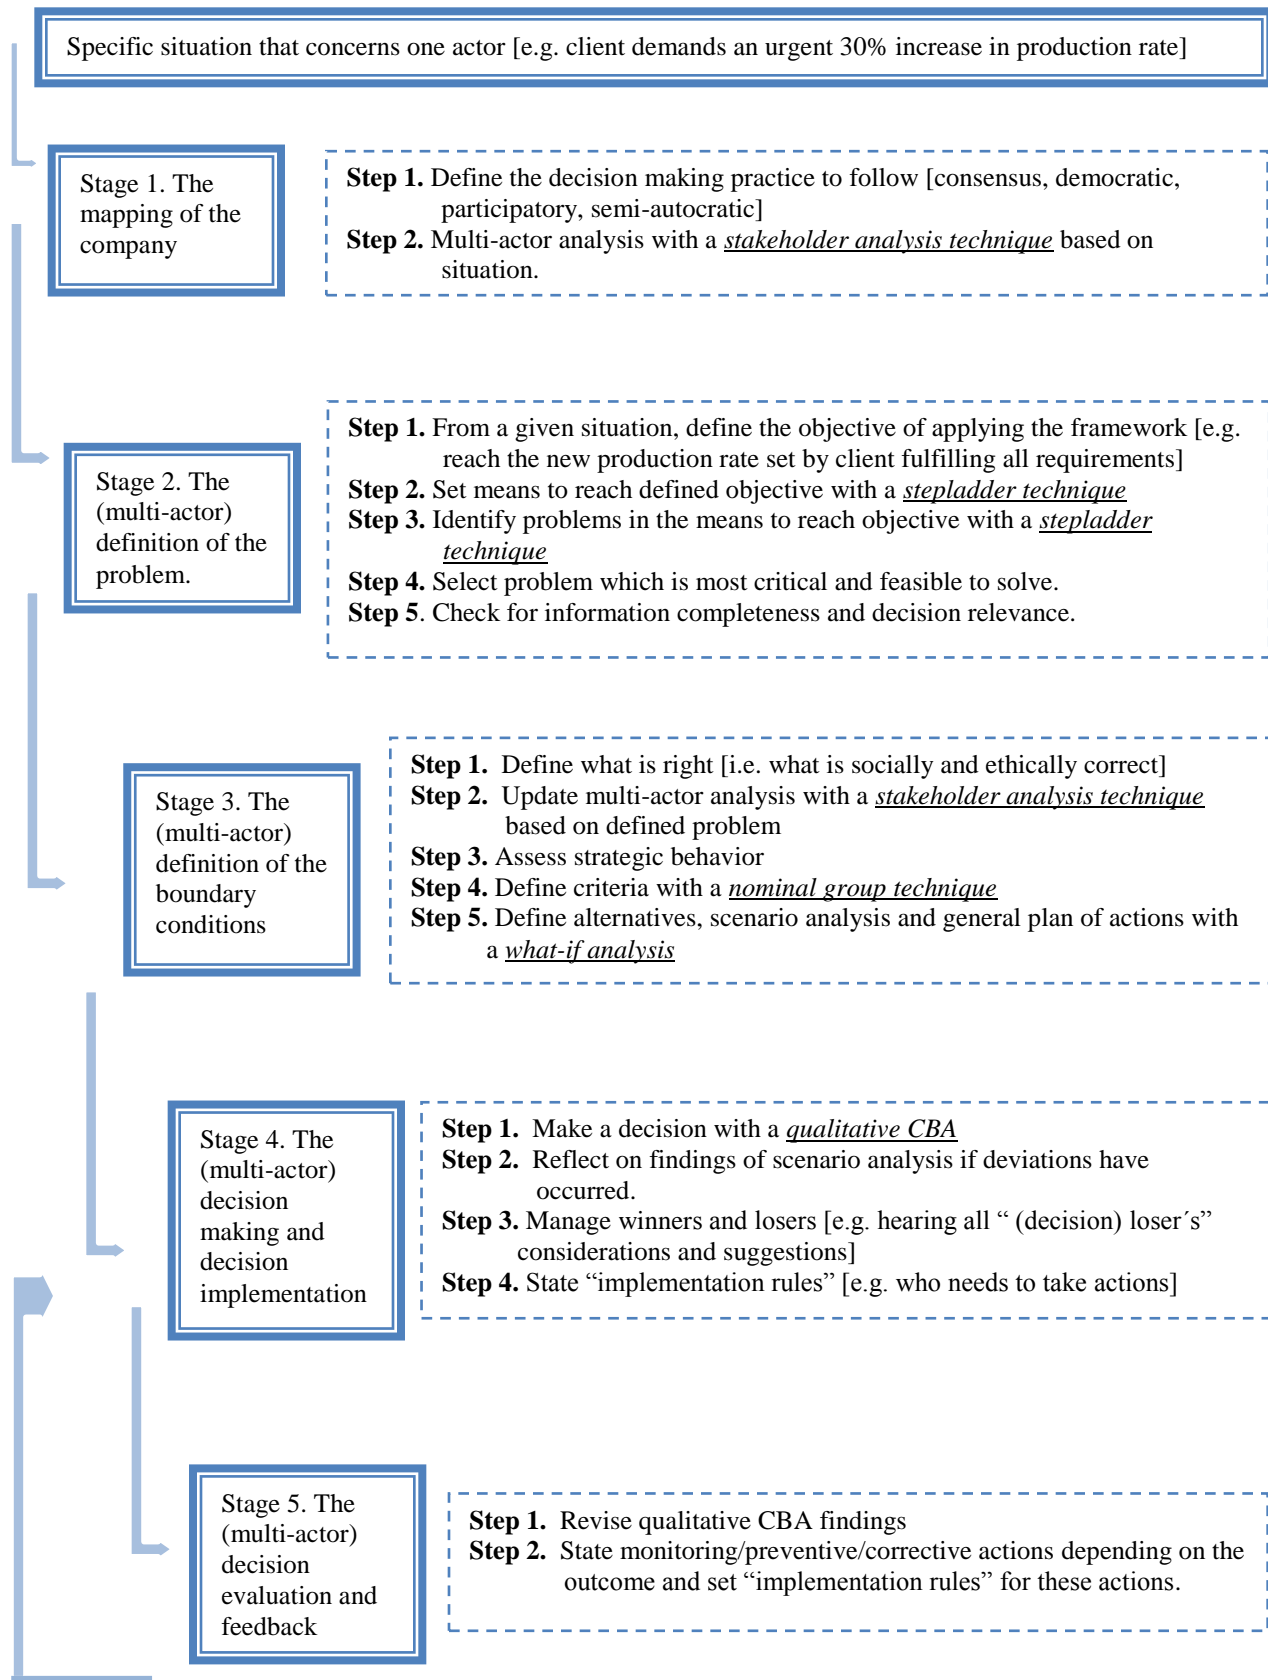 Specific situation that concerns one actor [e.g. client demands an urgent 30% increase in production rate]
Stage 1. The
mapping of the
company
Step 1. Define the decision making practice to follow [consensus, democratic,
participatory, semi-autocratic]
Step 2. Multi-actor analysis with a stakeholder analysis technique based on
situation.
Stage 2. The
(multi-actor)
definition of the
problem.
Step 1. From a given situation, define the objective of applying the framework [e.g.
reach the new production rate set by client fulfilling all requirements]
Step 2. Set means to reach defined objective with a stepladder technique
Step 3. Identify problems in the means to reach objective with a stepladder
technique
Step 4. Select problem which is most critical and feasible to solve.
Step 5. Check for information completeness and decision relevance.
Stage 3. The
(multi-actor)
definition of the
boundary
conditions
Step 1. Define what is right [i.e. what is socially and ethically correct]
Step 2. Update multi-actor analysis with a stakeholder analysis technique
based on defined problem
Step 3. Assess strategic behavior
Step 4. Define criteria with a nominal group technique
Step 5. Define alternatives, scenario analysis and general plan of actions with
a what-if analysis
Stage 4. The
(multi-actor)
decision
making and
decision
implementation
Step 1. Make a decision with a qualitative CBA
Step 2. Reflect on findings of scenario analysis if deviations have
occurred.
Step 3. Manage winners and losers [e.g. hearing all “ (decision) loser´s”
considerations and suggestions]
Step 4. State “implementation rules” [e.g. who needs to take actions]
Stage 5. The
(multi-actor)
decision
evaluation and
feedback
Step 1. Revise qualitative CBA findings
Step 2. State monitoring/preventive/corrective actions depending on the
outcome and set “implementation rules” for these actions.